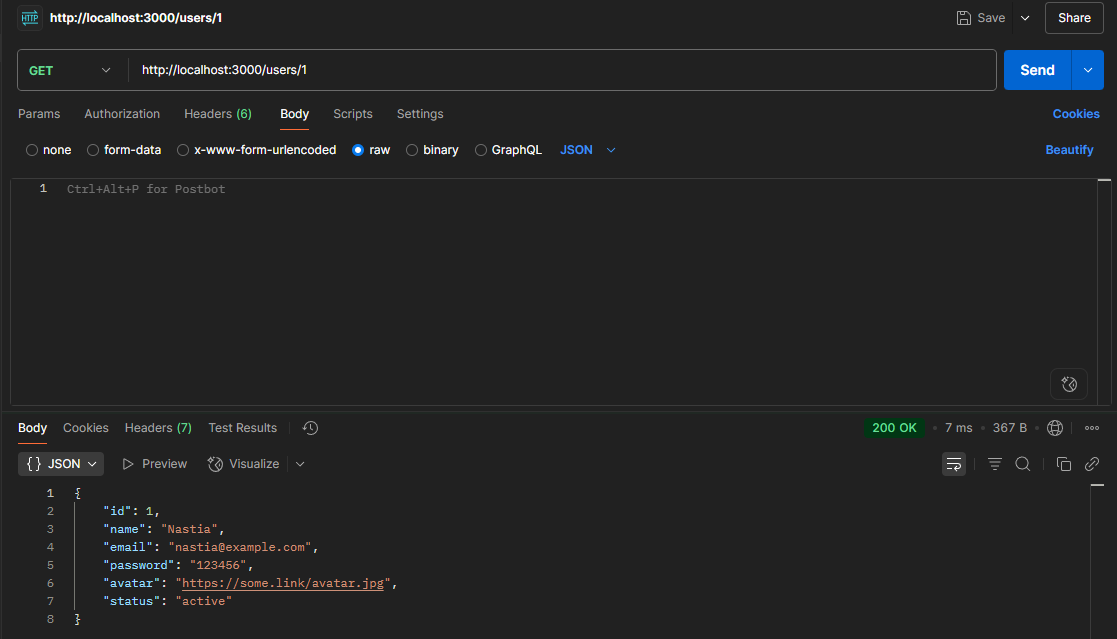 HTTP http://localhost:3000/users/1 Save Share
GET http://localhost:3000/users/1 Send
Params Authorization Headers (6) Body Scripts Settings Cookies
none form-data x-www-form-urlencoded raw binary GraphQL JSON Beautify
1 Ctrl+Alt+P for Postbot
Body Cookies Headers (7) Test Results 200 OK • 7 ms • 367 B •
{} JSON Preview Visualize
1 {
2 "id": 1,
3 "name": "Nastia",
4 "email": "nastia@example.com",
5 "password": "123456",
6 "avatar": "https://some.link/avatar.jpg",
7 "status": "active"
8 }